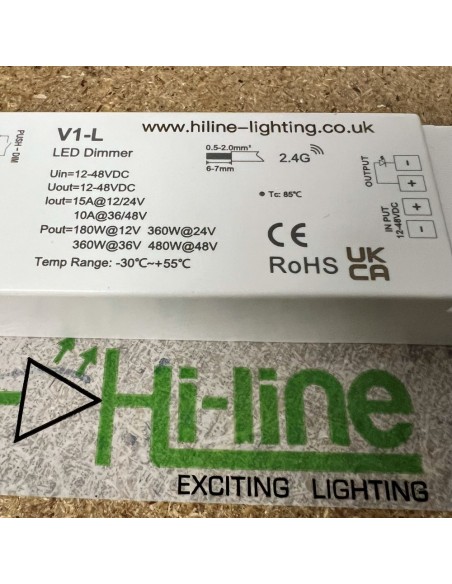 PUSH-DIM
V1-L
LED Dimmer
Uin=12-48VDC
Uout=12-48VDC
Iout=15A@12/24V
10A@36/48V
Pout=180W@12V 360W@24V
360W@36V 480W@48V
Temp Range: -30℃~+55℃
www.hiline-lighting.co.uk
0.5-2.0mm²
6-7mm
2.4G
Tc: 85℃
CE
RoHS
UK
CA
OUTPUT
- 
+
IN PUT
12-48VDC
+
-
Hi-line
EXCITING LIGHTING